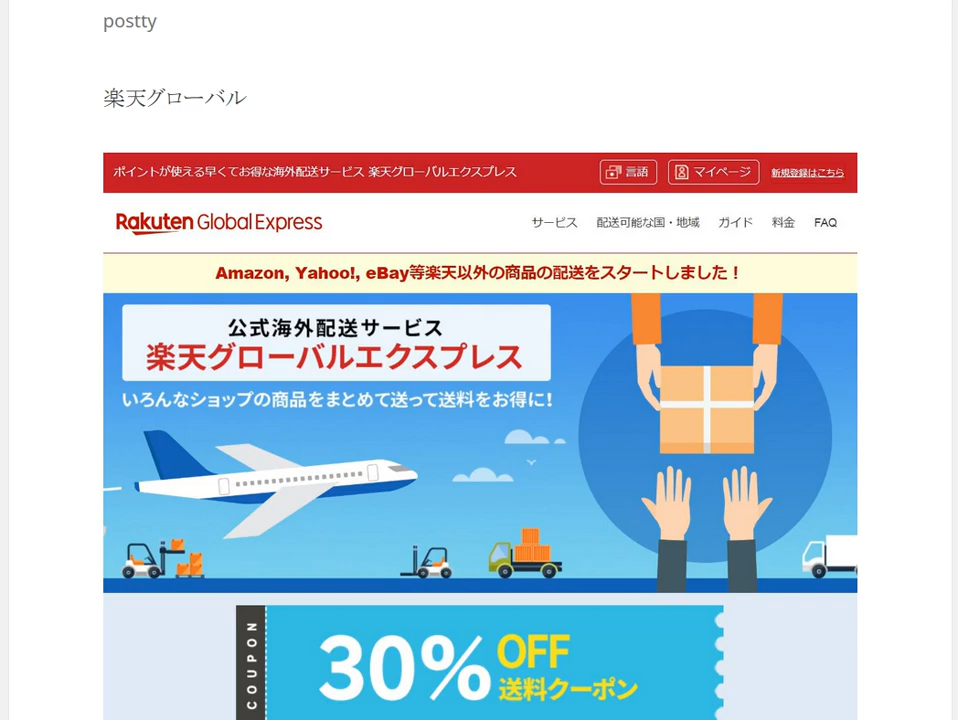 postty
楽天グローバル
ポイントが使える早くてお得な海外配送サービス 楽天グローバルエクスプレス
言語
マイページ
新規登録はこちら
Rakuten Global Express
サービス
配送可能な国・地域
ガイド
料金
FAQ
Amazon, Yahoo!, eBay等楽天以外の商品の配送をスタートしました！
公式海外配送サービス
楽天グローバルエクスプレス
いろんなショップの商品をまとめて送って送料をお得に!
COUPON
30%OFF
送料クーポン